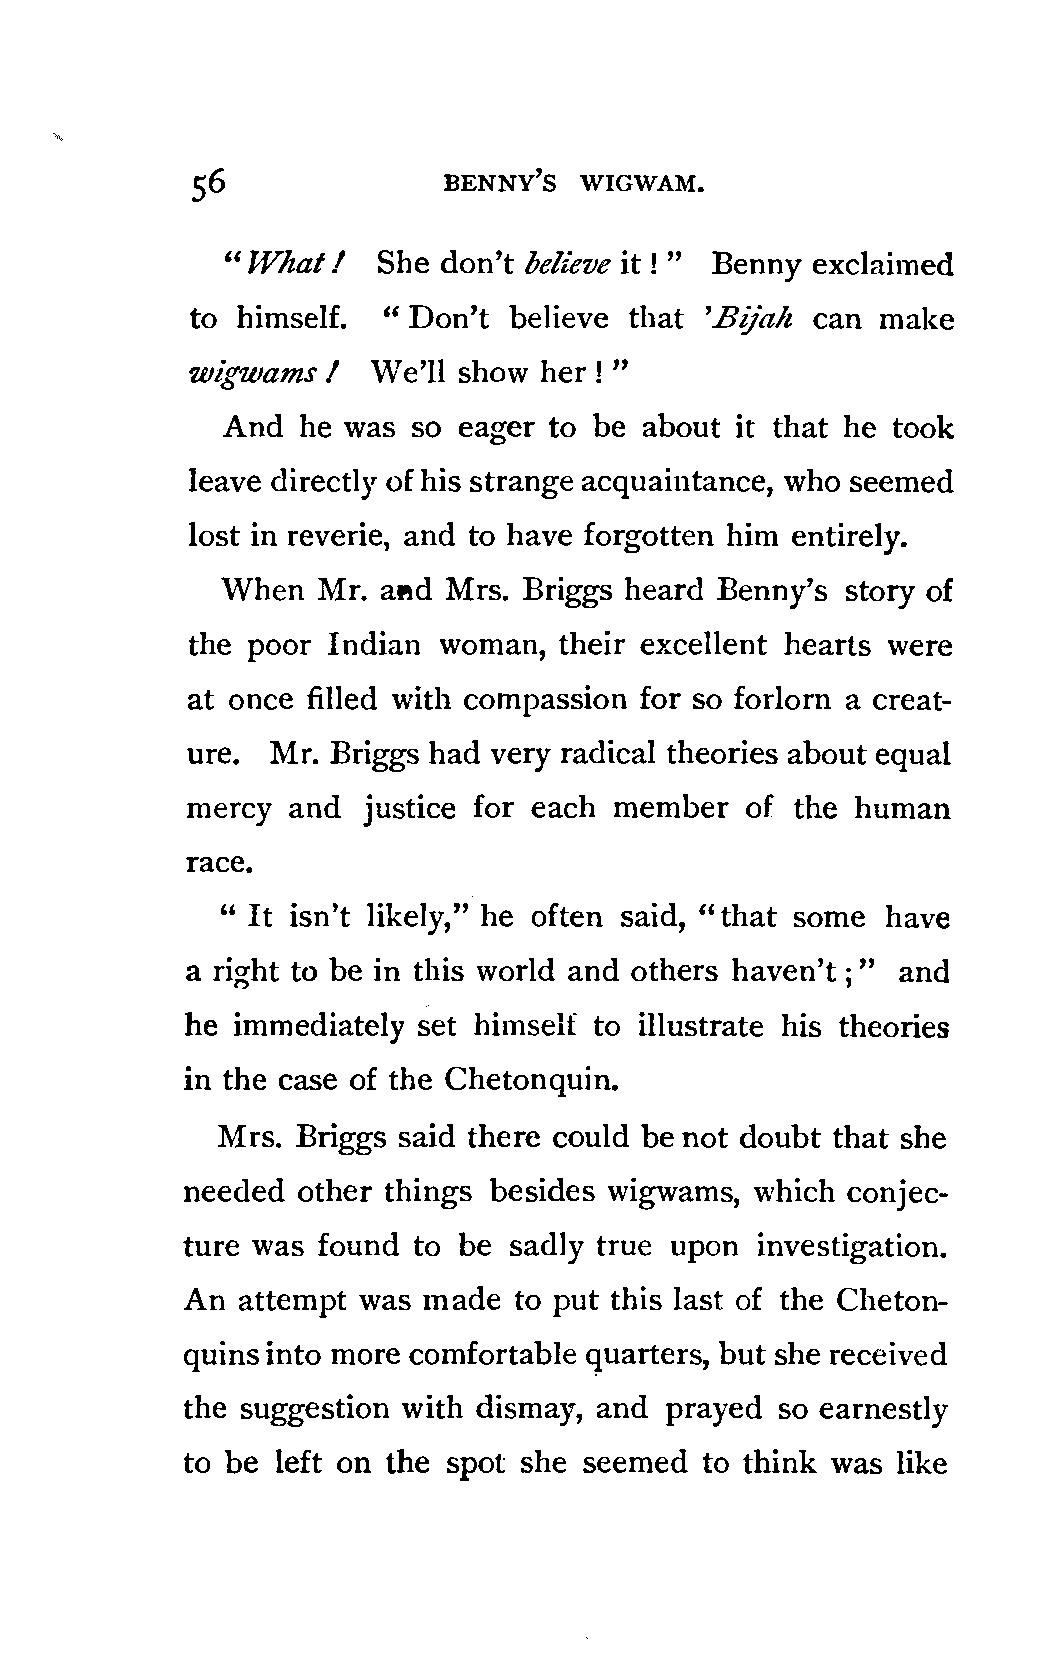 56 BENNY'S WIGWAM.
"What! She don't believe it!" Benny exclaimed
to himself. "Don't believe that 'Bijah can make
wigwams! We'll show her!"
And he was so eager to be about it that he took
leave directly of his strange acquaintance, who seemed
lost in reverie, and to have forgotten him entirely.
When Mr. and Mrs. Briggs heard Benny's story of
the poor Indian woman, their excellent hearts were
at once filled with compassion for so forlorn a creat-
ure. Mr. Briggs had very radical theories about equal
mercy and justice for each member of the human
race.
"It isn't likely," he often said, "that some have
a right to be in this world and others haven't;" and
he immediately set himself to illustrate his theories
in the case of the Chetonquin.
Mrs. Briggs said there could be not doubt that she
needed other things besides wigwams, which conjec-
ture was found to be sadly true upon investigation.
An attempt was made to put this last of the Cheton-
quins into more comfortable quarters, but she received
the suggestion with dismay, and prayed so earnestly
to be left on the spot she seemed to think was like